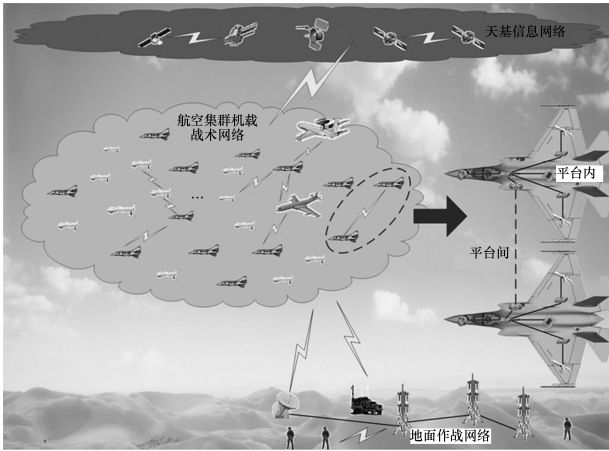 天基信息网络
航空集群机载
战术网络
…
平台内
平台间
地面作战网络